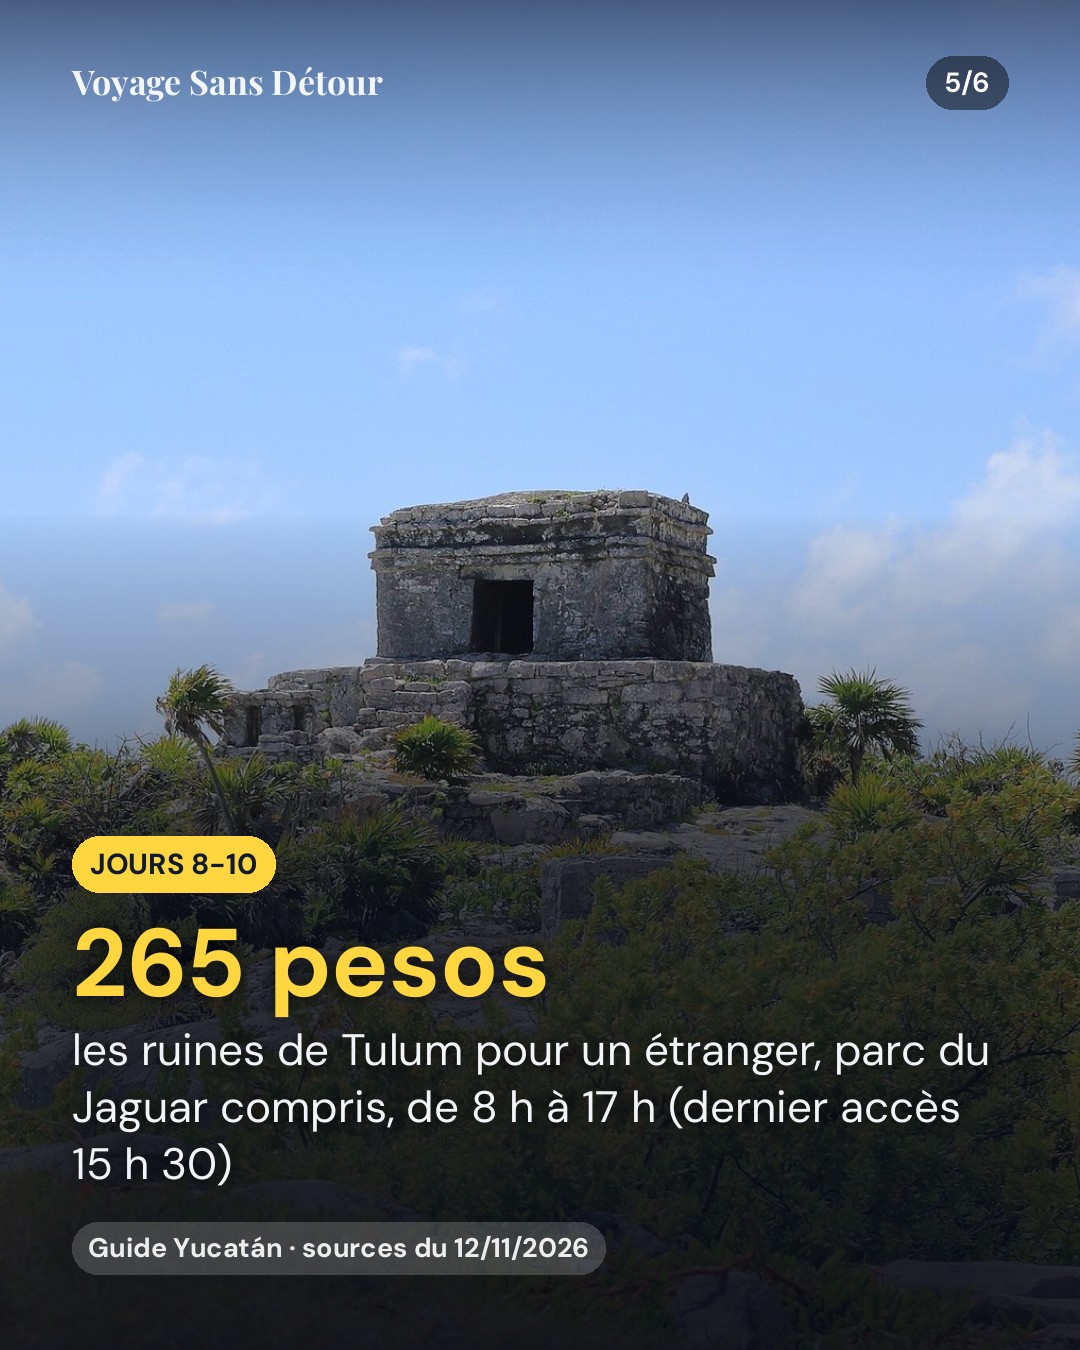 Voyage Sans Détour
5/6
JOURS 8-10
265 pesos
les ruines de Tulum pour un étranger, parc du
Jaguar compris, de 8 h à 17 h (dernier accès
15 h 30)
Guide Yucatán · sources du 12/11/2026